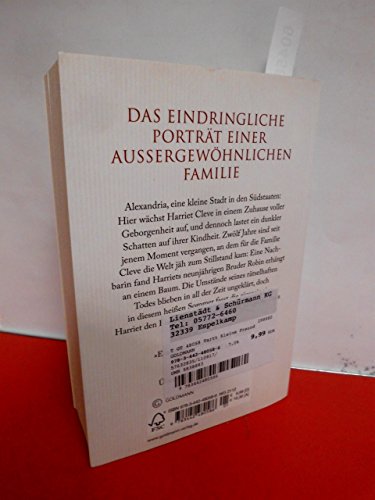 DAS EINDRINGLICHE
PORTRÄT EINER
AUSSERGEWÖHNLICHEN
FAMILIE
Alexandria, eine kleine Stadt in den Südstaaten:
Hier wächst Harriet Cleve in einem Zuhause voller
Geborgenheit auf, und dennoch lastet ein dunkler
Schatten auf ihrer Kindheit. Zwölf Jahre sind seit
jenem Moment vergangen, an dem für die Familie
Cleve die Welt jäh zum Stillstand kam: Eine Nach-
barin fand Harriets neunjährigen Bruder Robin erhängt
an einem Baum. Die Umstände seines rätselhaften
Todes blieben in all der Zeit ungeklärt, doch
in diesem heißen Sommer
Harriet den
Lienstädt & Schürmann KG
Tel: 05772-6460
32339 Espelkamp
GOLDMANN
9,99 EUR
FSC
GOLDMANN